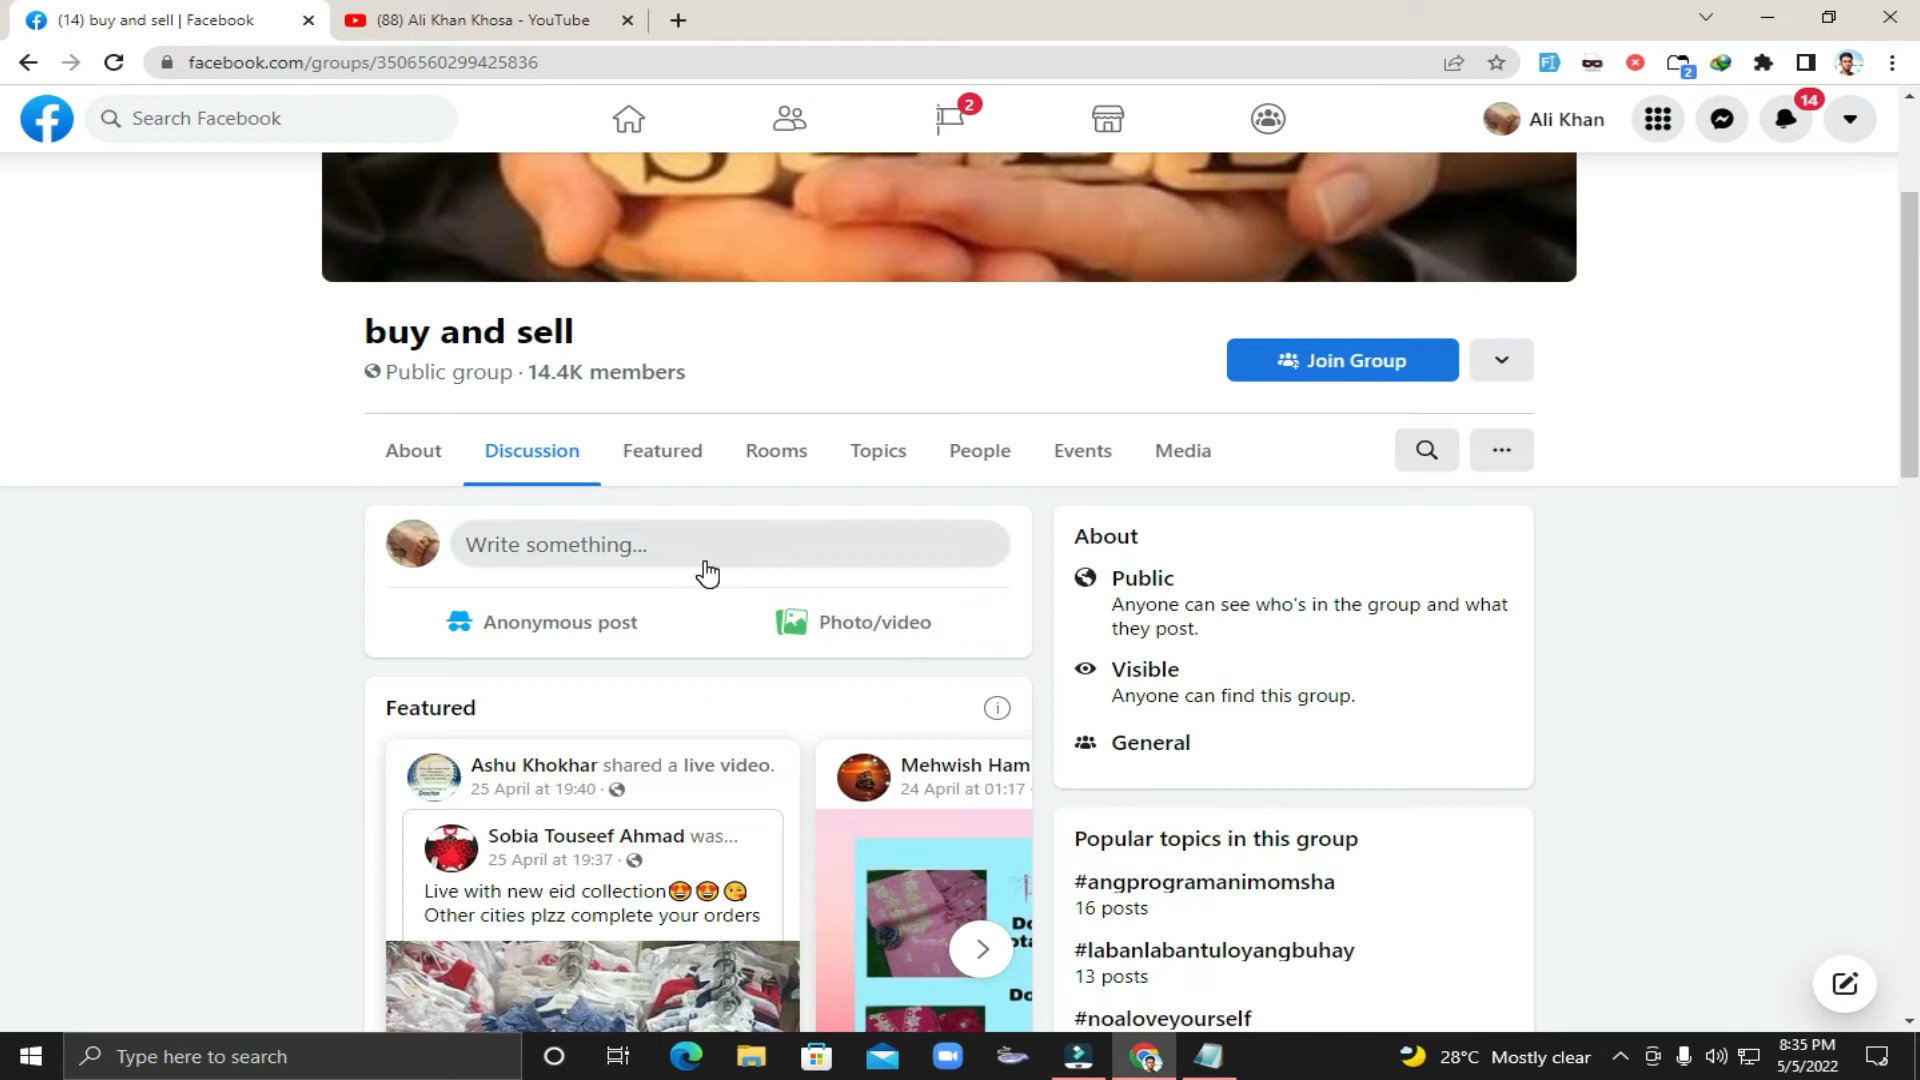 (14) buy and sell | Facebook
(88) Ali Khan Khosa - YouTube
facebook.com/groups/3506560299425836
2
Search Facebook
2
Ali Khan
14
buy and sell
Public group · 14.4K members
Join Group
About
Discussion
Featured
Rooms
Topics
People
Events
Media
Write something...
Anonymous post
Photo/video
About
Public
Anyone can see who's in the group and what
they post.
Visible
Anyone can find this group.
General
Featured
Ashu Khokhar shared a live video.
25 April at 19:40 ·
Sobia Touseef Ahmad was...
25 April at 19:37 ·
Live with new eid collection😍😍😘
Other cities plzz complete your orders
Mehwish Ham
24 April at 01:17 ·
Popular topics in this group
#angprogramanimomsha
16 posts
#labanlabantuloyangbuhay
13 posts
#noaloveyourself
Type here to search
28°C Mostly clear
8:35 PM
5/5/2022